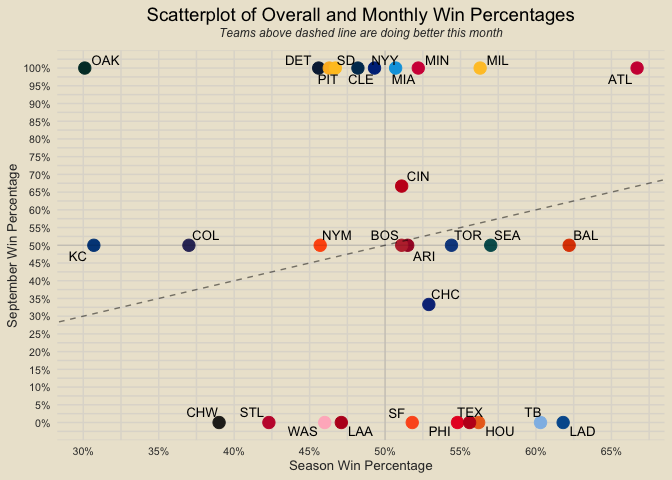 Scatterplot of Overall and Monthly Win Percentages
Teams above dashed line are doing better this month
September Win Percentage
100%
95%
90%
85%
80%
75%
70%
65%
60%
55%
50%
45%
40%
35%
30%
25%
20%
15%
10%
5%
0%
OAK
DET
SD
NYY
MIN
MIL
PIT
CLE
MIA
ATL
CIN
COL
NYM
BOS
TOR
SEA
BAL
KC
ARI
CHC
CHW
STL
SF
TEX
TB
WAS
LAA
PHI
HOU
LAD
30%
35%
40%
45%
50%
55%
60%
65%
Season Win Percentage